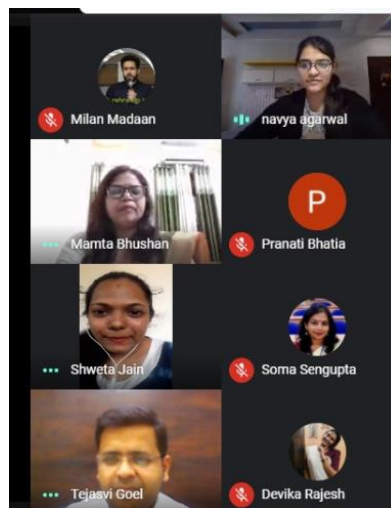 Milan Madaan
navya agarwal
Mamta Bhushan
P
Pranati Bhatia
Shweta Jain
Soma Sengupta
Tejasvi Goel
Devika Rajesh